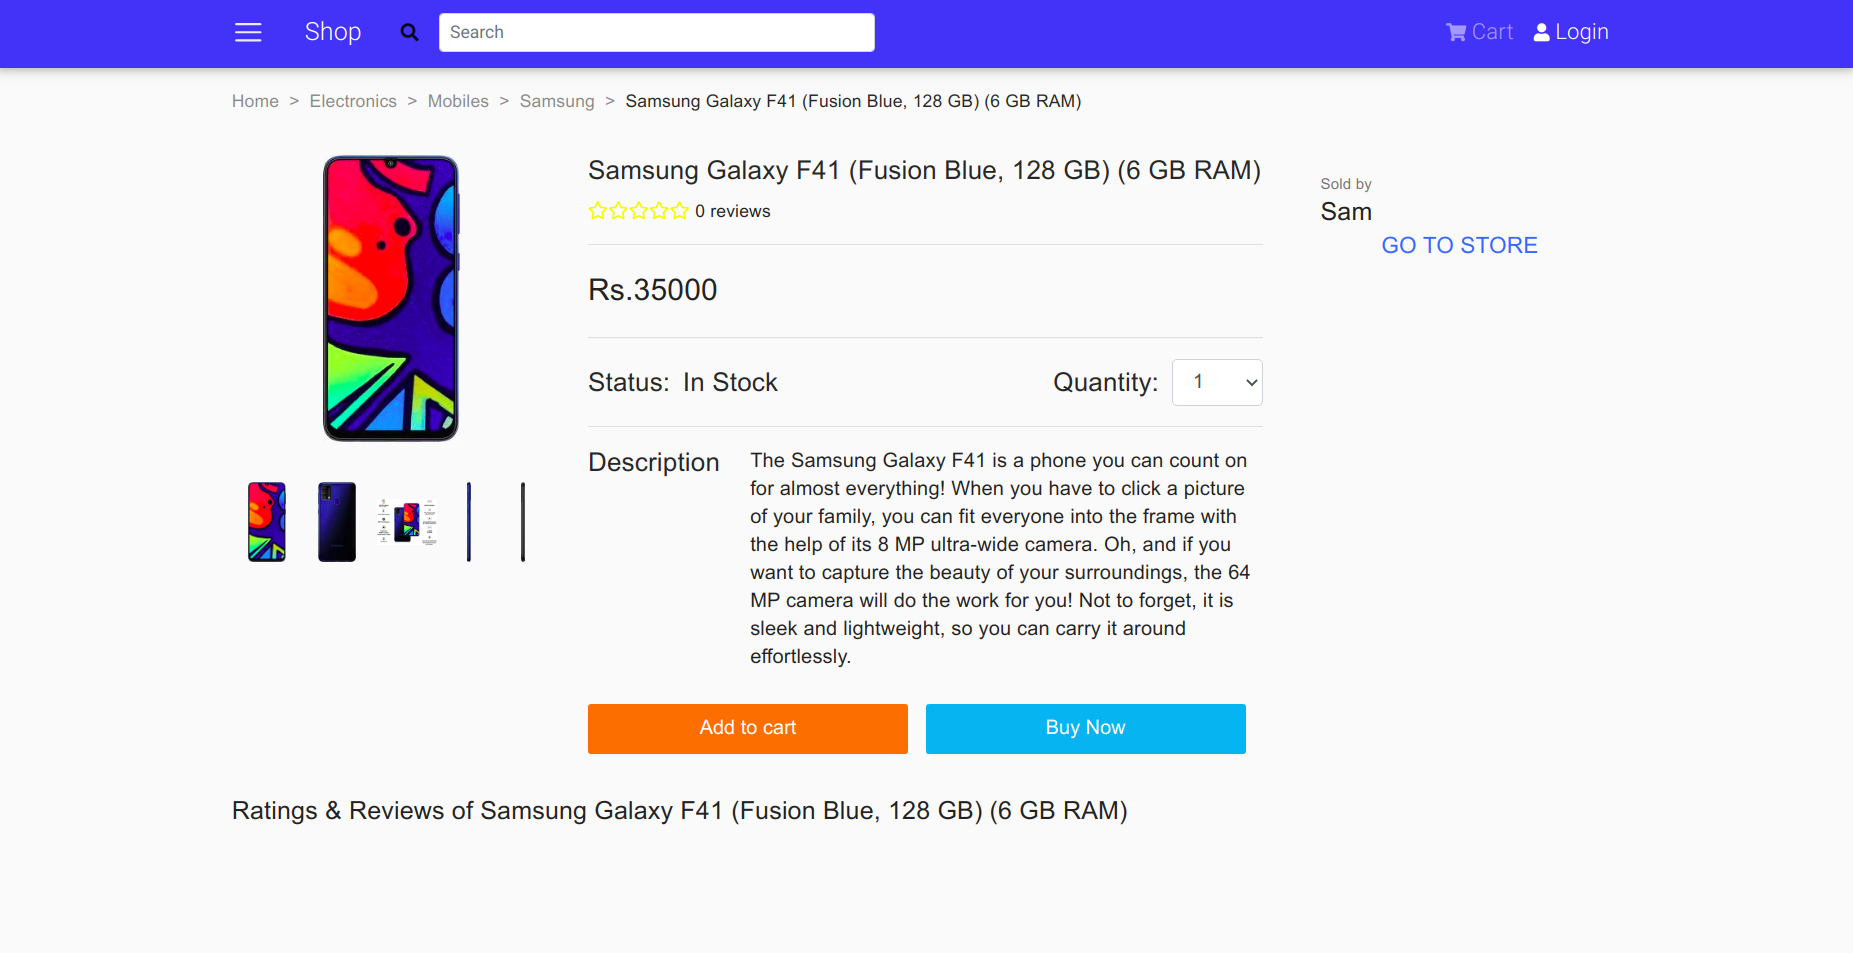 Shop
Search
Cart
Login
Home > Electronics > Mobiles > Samsung > Samsung Galaxy F41 (Fusion Blue, 128 GB) (6 GB RAM)
Samsung Galaxy F41 (Fusion Blue, 128 GB) (6 GB RAM)
0 reviews
Rs.35000
Status: In Stock
Quantity: 1
Description
The Samsung Galaxy F41 is a phone you can count on
for almost everything! When you have to click a picture
of your family, you can fit everyone into the frame with
the help of its 8 MP ultra-wide camera. Oh, and if you
want to capture the beauty of your surroundings, the 64
MP camera will do the work for you! Not to forget, it is
sleek and lightweight, so you can carry it around
effortlessly.
Add to cart
Buy Now
Sold by
Sam
GO TO STORE
Ratings & Reviews of Samsung Galaxy F41 (Fusion Blue, 128 GB) (6 GB RAM)